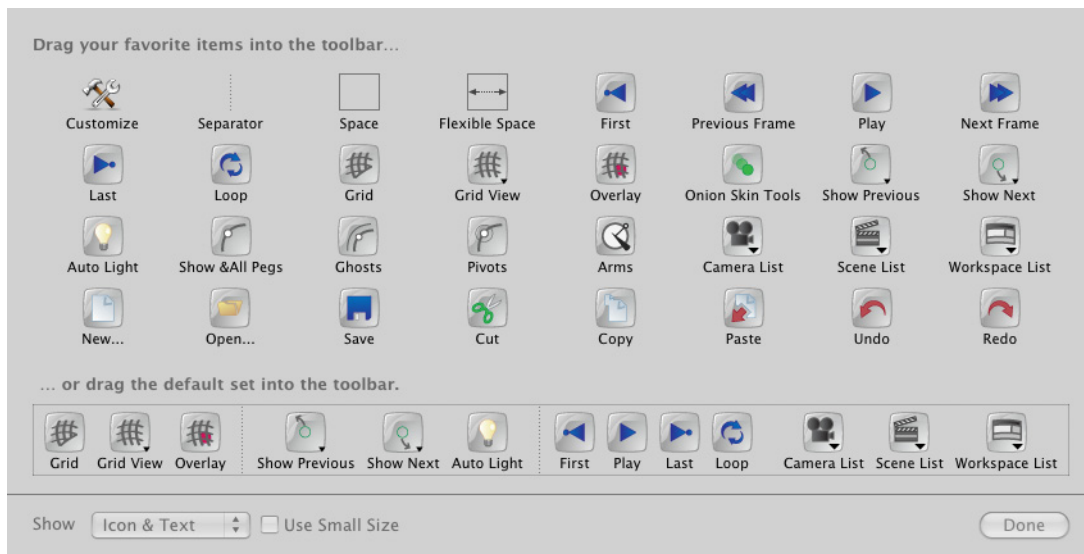 Drag your favorite items into the toolbar...
Customize Separator Space Flexible Space First Previous Frame Play Next Frame
Last Loop Grid Grid View Overlay Onion Skin Tools Show Previous Show Next
Auto Light Show &All Pegs Ghosts Pivots Arms Camera List Scene List Workspace List
New... Open... Save Cut Copy Paste Undo Redo
... or drag the default set into the toolbar.
Grid Grid View Overlay Show Previous Show Next Auto Light First Play Last Loop Camera List Scene List Workspace List
Show Icon & Text Use Small Size Done